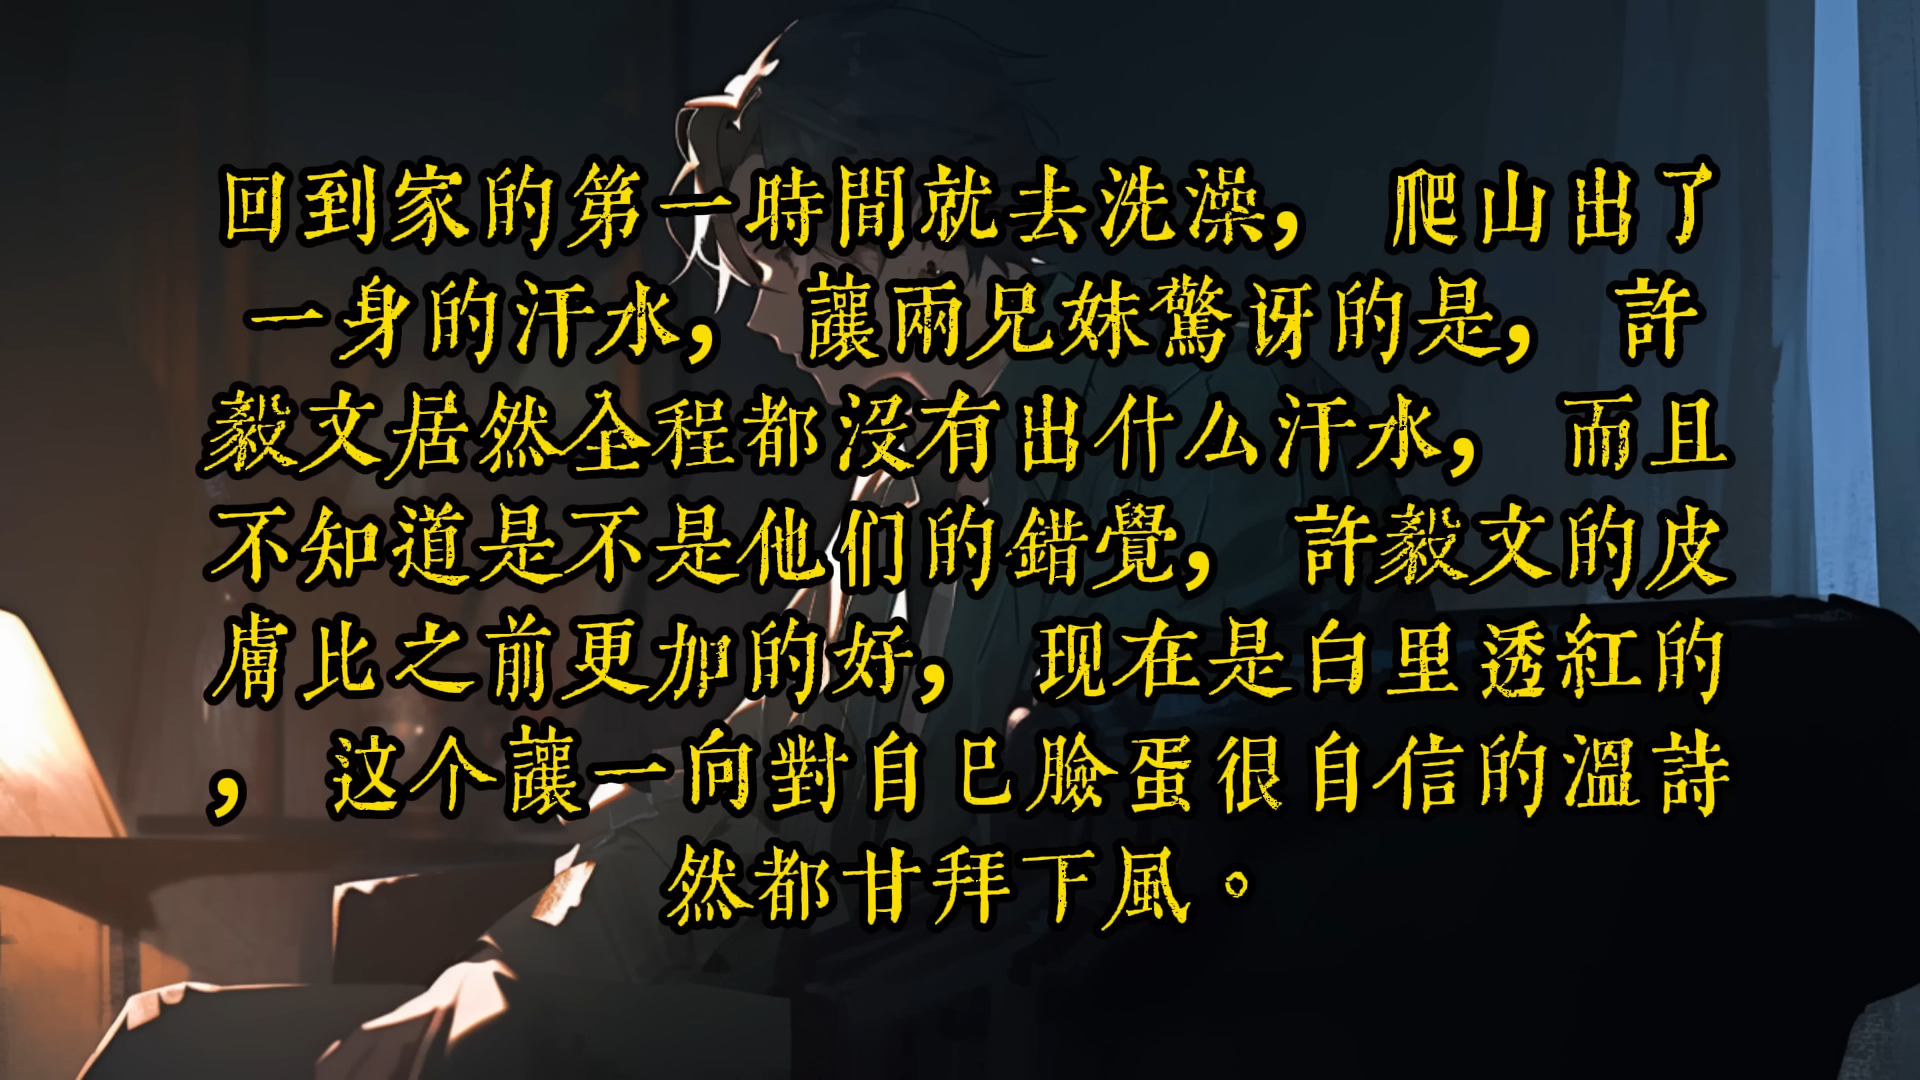 回到家的第一時間就去洗澡, 爬山出了
一身的汗水, 讓兩兄妹驚讶的是, 許
毅文居然全程都沒有出什么汗水, 而且
不知道是不是他们的錯覺, 許毅文的皮
膚比之前更加的好, 现在是白里透紅的
, 这个讓一向對自已臉蛋很自信的溫詩
然都甘拜下風。